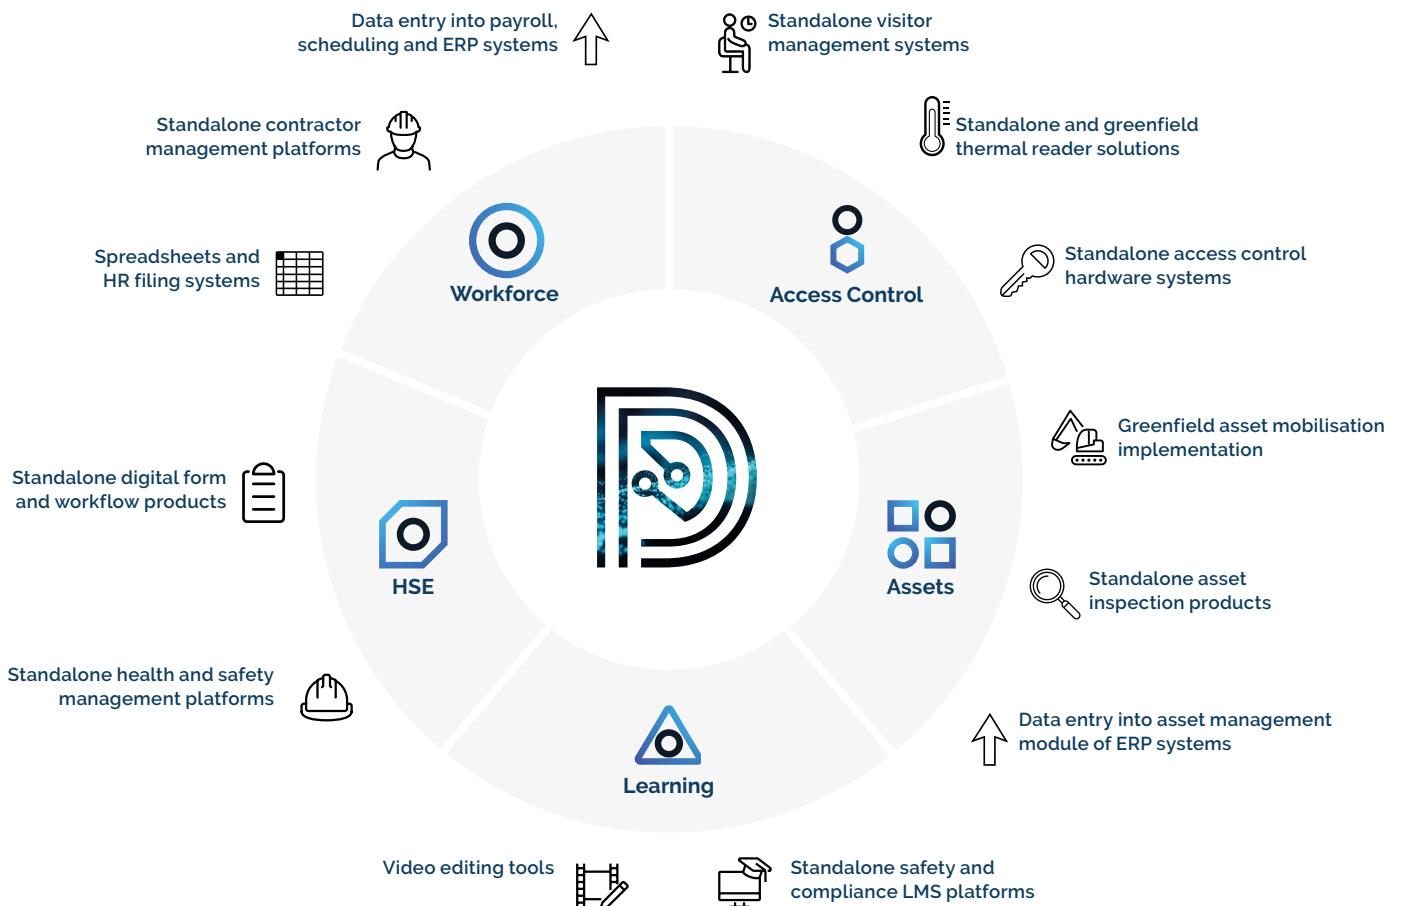 Data entry into payroll,
scheduling and ERP systems
Standalone visitor
management systems
Standalone contractor
management platforms
Standalone and greenfield
thermal reader solutions
Spreadsheets and
HR filing systems
Workforce
Access Control
Standalone access control
hardware systems
Greenfield asset mobilisation
implementation
Standalone digital form
and workflow products
HSE
Assets
Standalone asset
inspection products
Standalone health and safety
management platforms
Learning
Data entry into asset management
module of ERP systems
Video editing tools
Standalone safety and
compliance LMS platforms